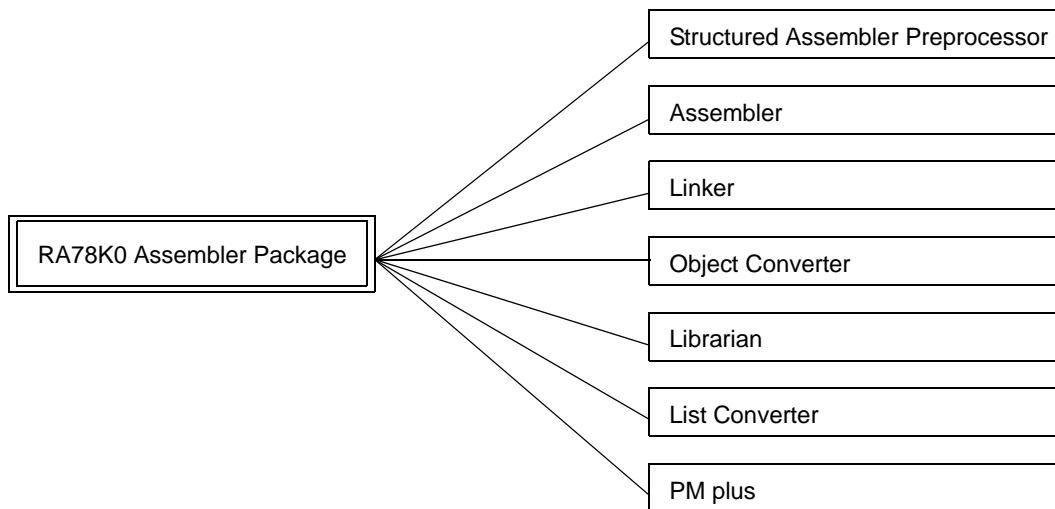 Structured Assembler Preprocessor
Assembler
Linker
RA78K0 Assembler Package
Object Converter
Librarian
List Converter
PM plus